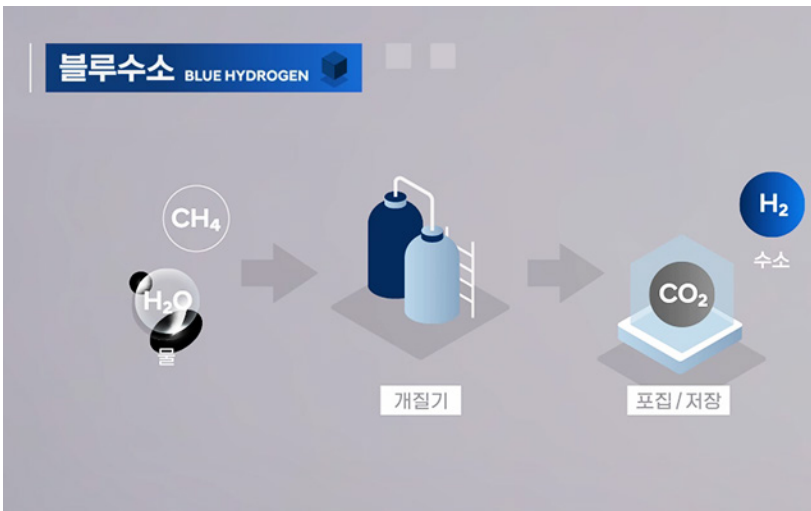 블루수소 BLUE HYDROGEN
CH₄
H₂O
물
개질기
H₂
수소
CO₂
포집/저장